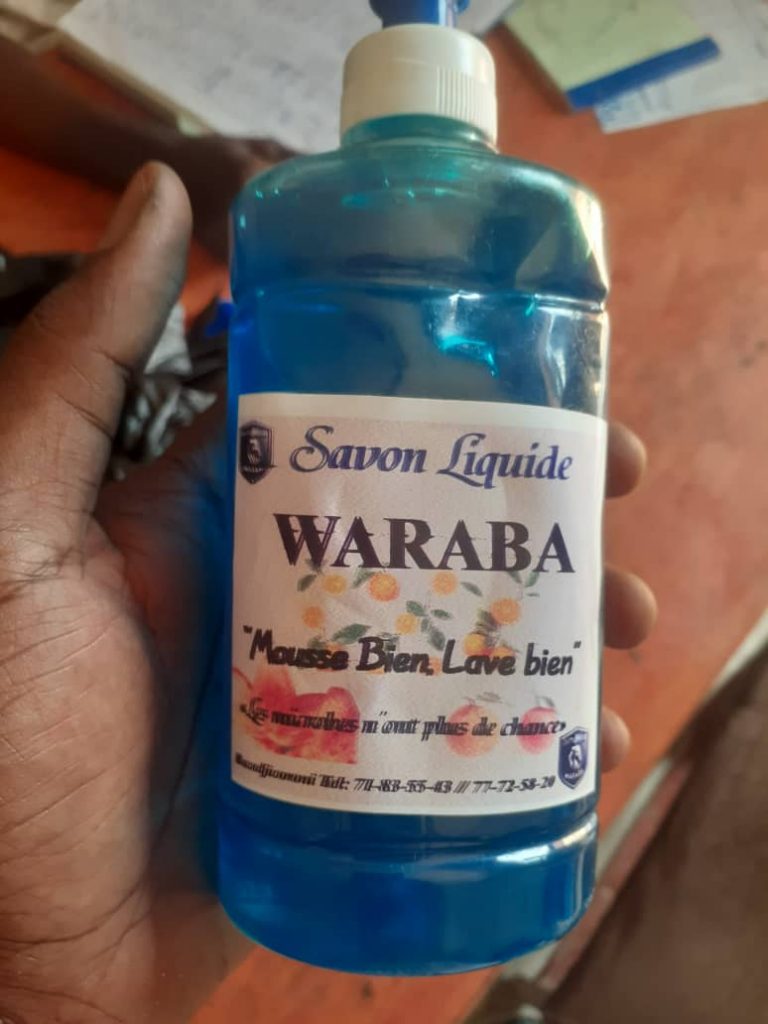 Savon Liquide
WARABA
"Mousse Bien, Lave bien"
«Les microbes n'ont plus de chance»
Tél: 71-83-55-43 /// 77-72-58-20